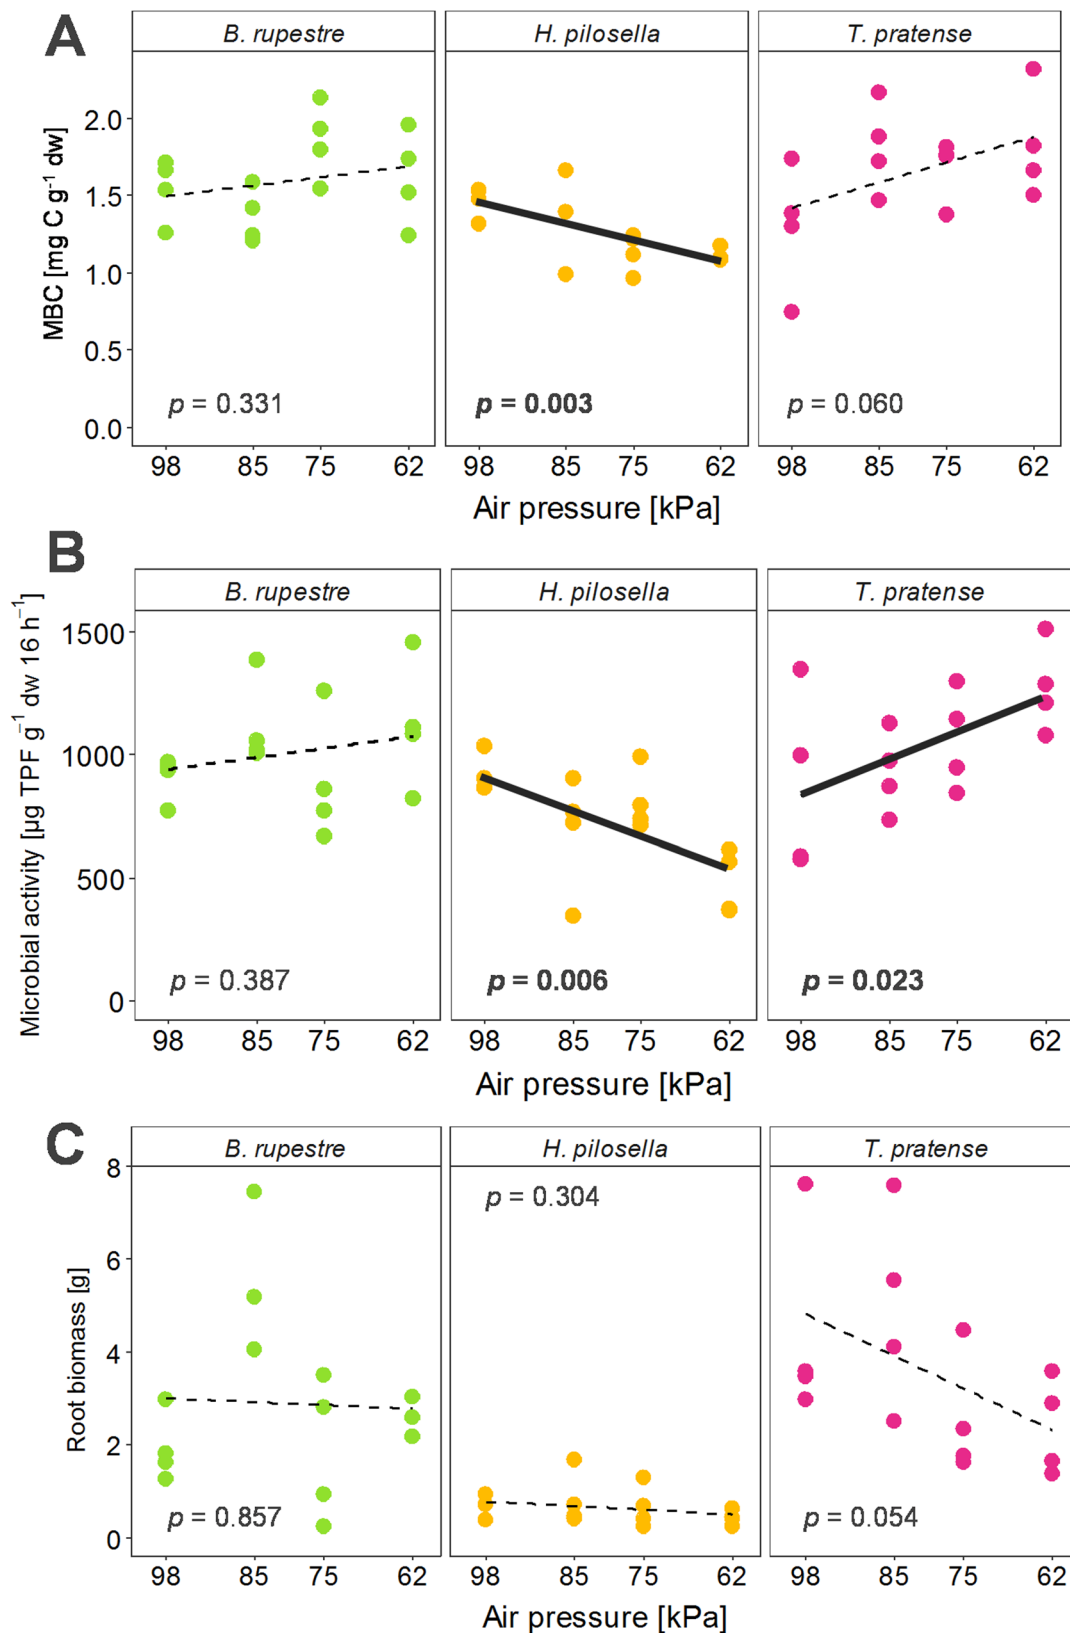 A
B. rupestre H. pilosella T. pratense
MBC [mg C g⁻¹ dw]
2.0
1.5
1.0
0.5
0.0
p = 0.331 p = 0.003 p = 0.060
98 85 75 62 98 85 75 62 98 85 75 62
Air pressure [kPa]
B
B. rupestre H. pilosella T. pratense
Microbial activity [µg TPF g⁻¹ dw 16 h⁻¹]
1500
1000
500
0
p = 0.387 p = 0.006 p = 0.023
98 85 75 62 98 85 75 62 98 85 75 62
Air pressure [kPa]
C
B. rupestre H. pilosella T. pratense
Root biomass [g]
8
6
4
2
0
p = 0.857 p = 0.304 p = 0.054
98 85 75 62 98 85 75 62 98 85 75 62
Air pressure [kPa]